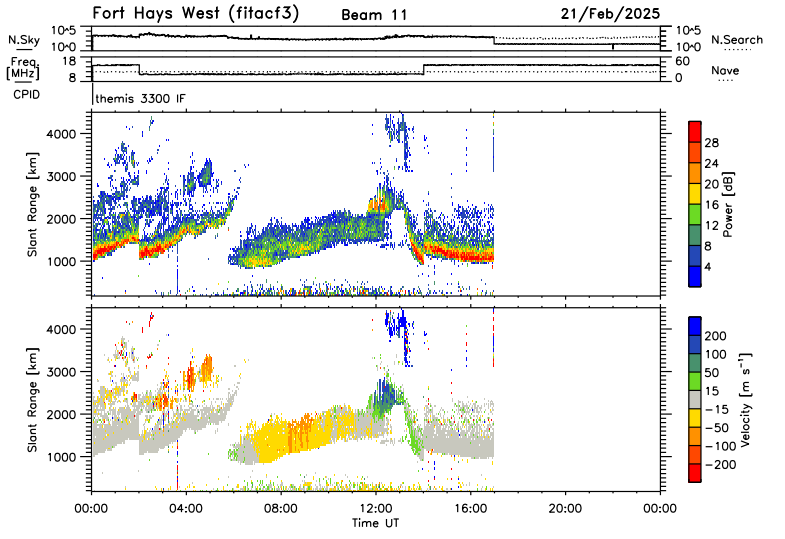 Fort Hays West (fitacf3) Beam 11 21/Feb/2025
10^5 10^5
N.Sky N.Search
10^0 10^0
18 60
Freq. Nave
[MHz]
8 0
CPID themis 3300 IF
4000
3000
2000
1000
Slant Range [km]
28
24
20
16
12
8
4
Power [dB]
4000
3000
2000
1000
Slant Range [km]
200
100
50
15
-15
-50
-100
-200
Velocity [m s⁻¹]
00:00 04:00 08:00 12:00 16:00 20:00 00:00
Time UT